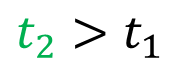 t₂ > t₁